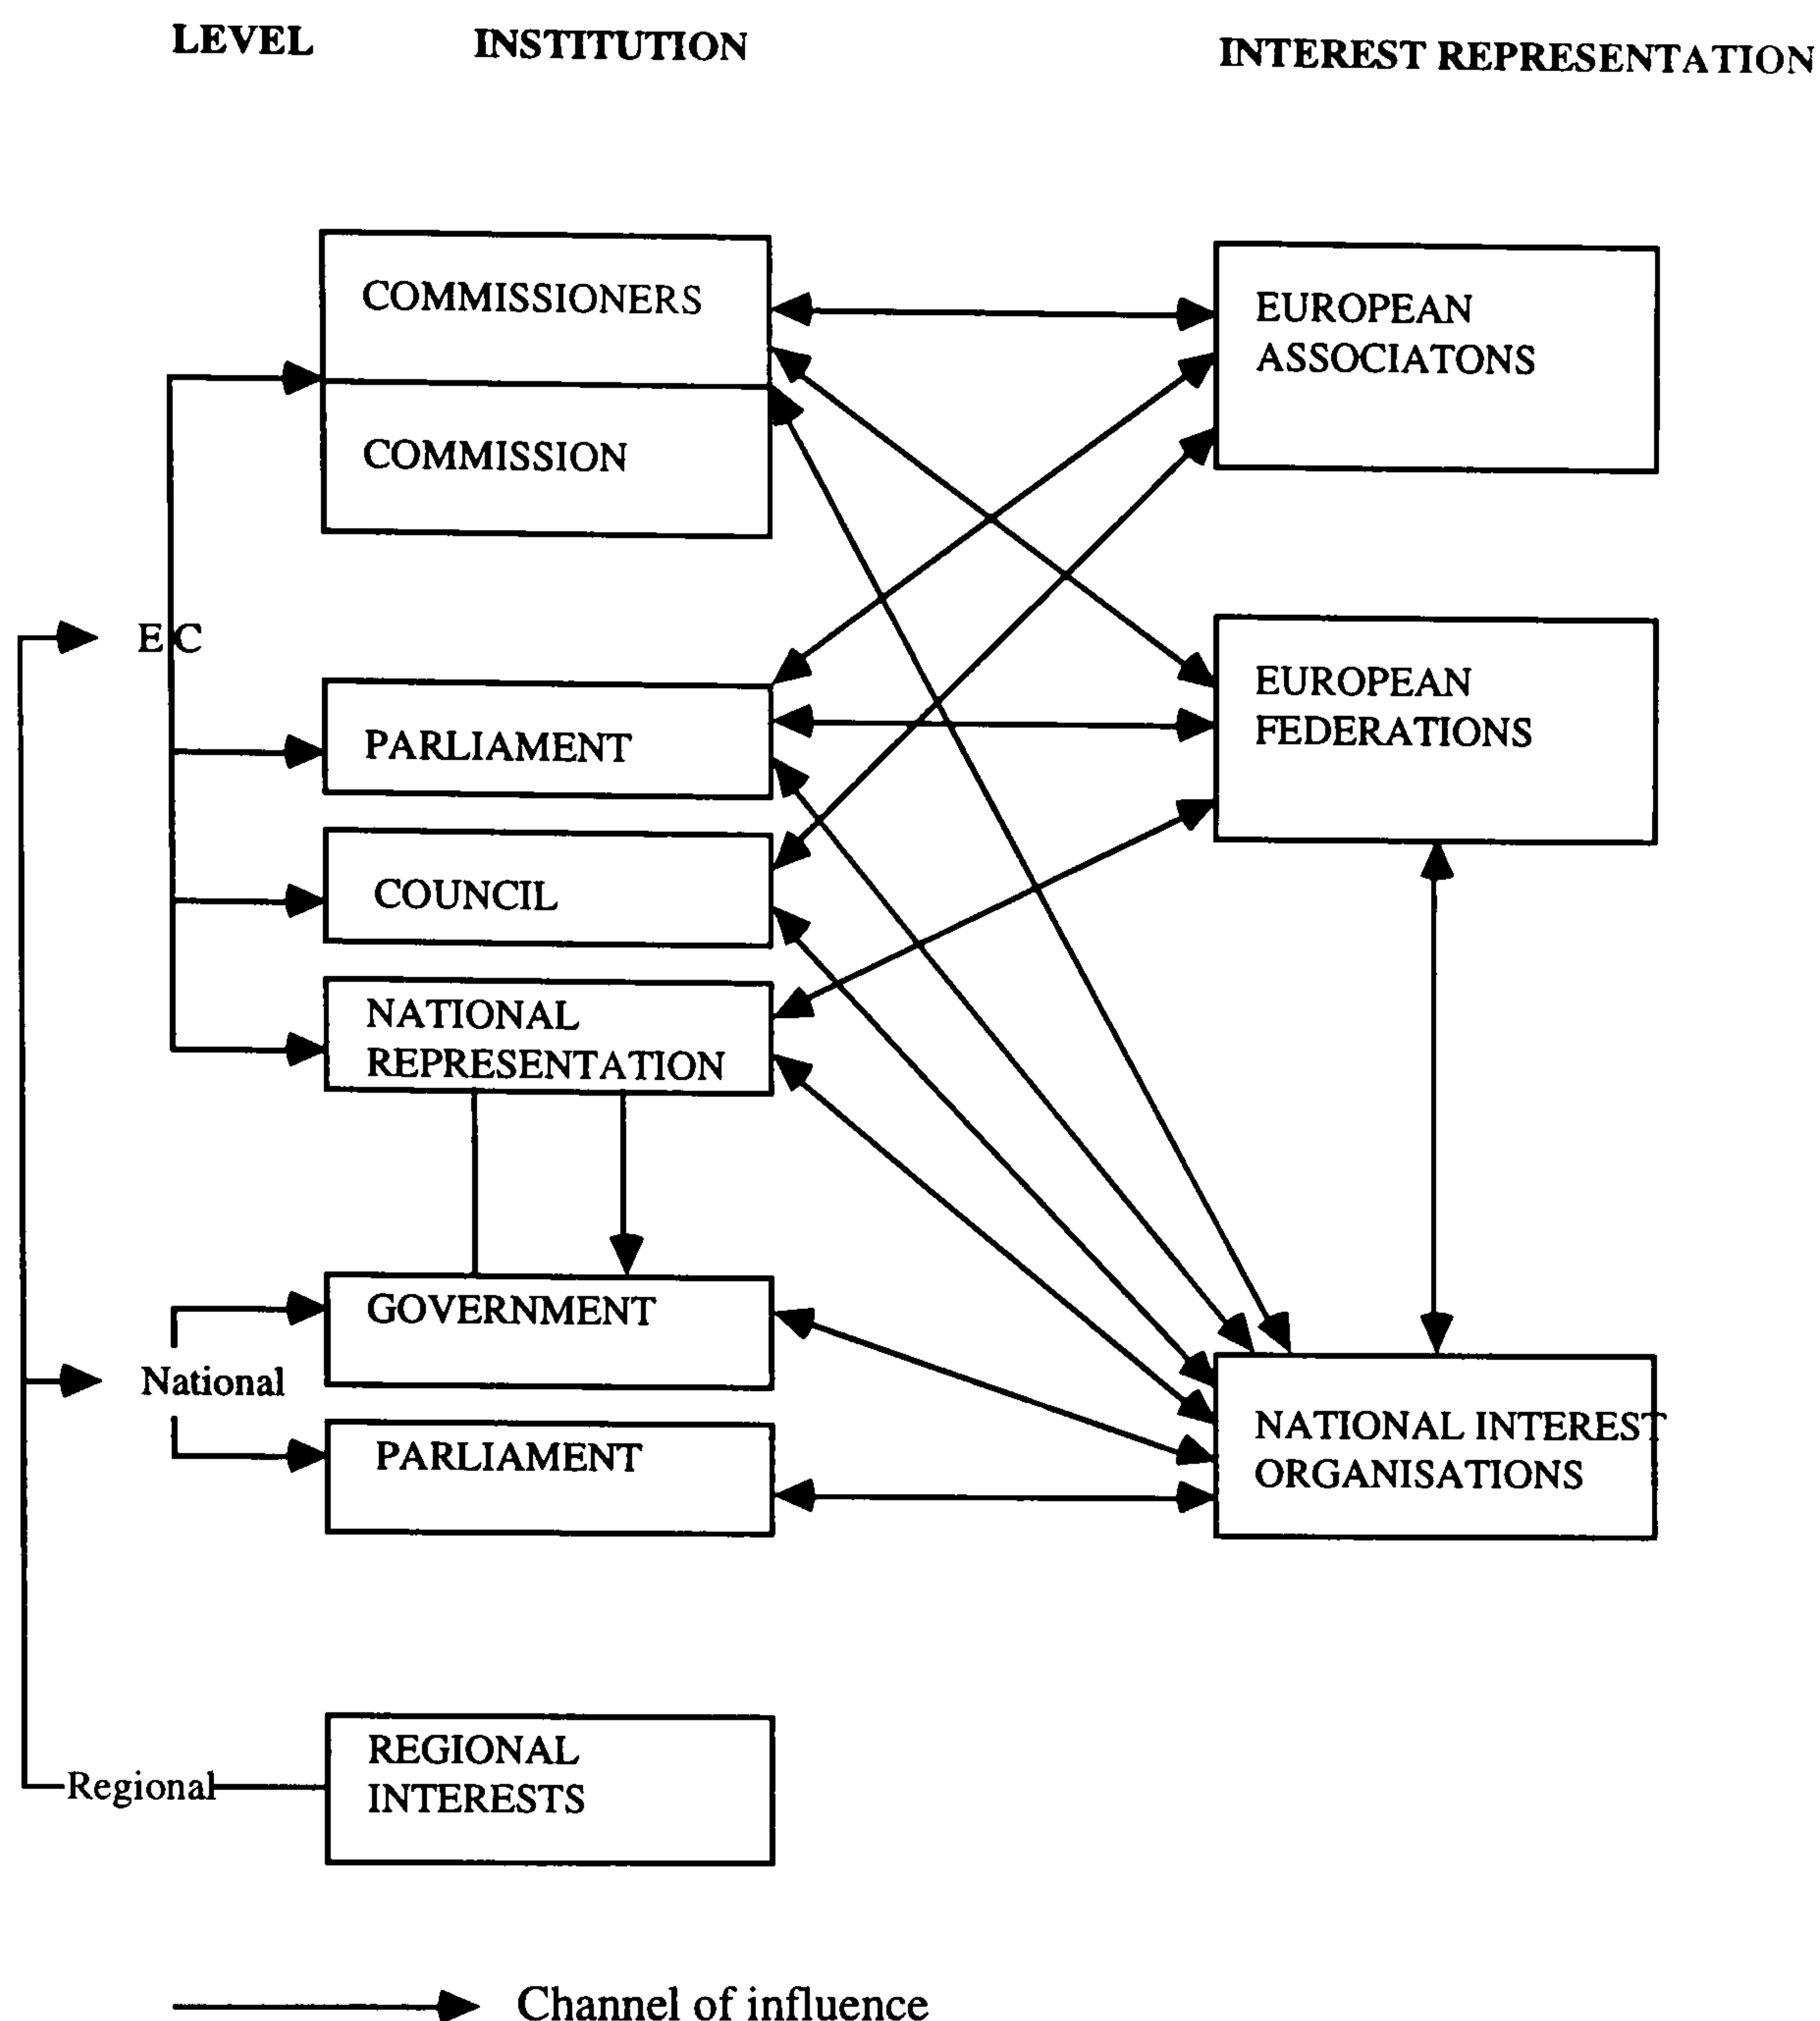 LEVEL INSTITUTION INTEREST REPRESENTATION
COMMISSIONERS
EUROPEAN
ASSOCIATONS
COMMISSION
EC
EUROPEAN
FEDERATIONS
PARLIAMENT
COUNCIL
NATIONAL
REPRESENTATION
GOVERNMENT
National
NATIONAL INTEREST
ORGANISATIONS
PARLIAMENT
REGIONAL
INTERESTS
Regional
Channel of influence